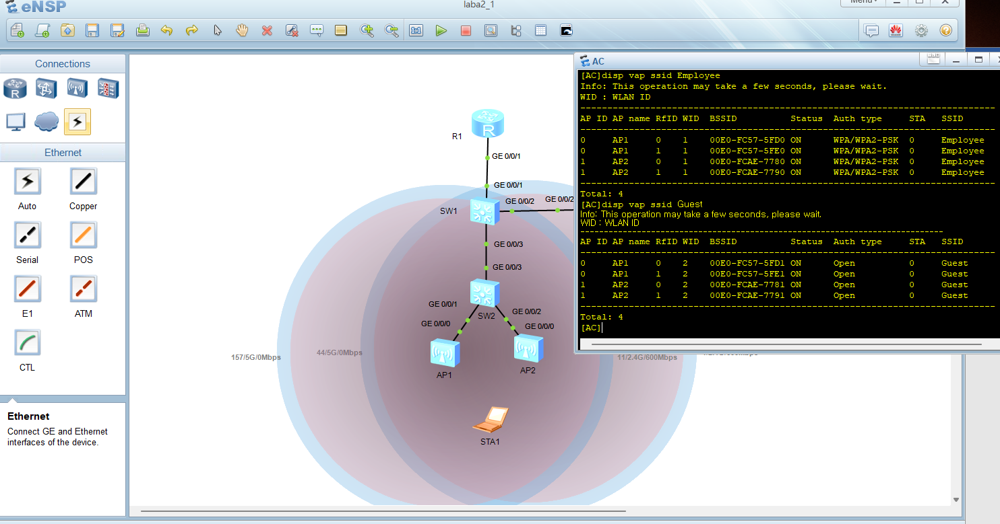 eNSP
laba2_1
Menu
Connections
Ethernet
Auto
Copper
Serial
POS
E1
ATM
CTL
Ethernet
Connect GE and Ethernet
interfaces of the device.
R1
GE 0/0/1
GE 0/0/1
SW1
GE 0/0/2
GE 0/0/2
GE 0/0/3
GE 0/0/3
SW2
GE 0/0/1
GE 0/0/2
GE 0/0/0
GE 0/0/0
AP1
AP2
157/5G/0Mbps
44/5G/0Mbps
11/2.4G/600Mbps
STA1
AC
[AC]disp vap ssid Employee
Info: This operation may take a few seconds, please wait.
WID : WLAN ID
--------------------------------------------------------------------------------
AP ID AP name RfID WID BSSID Status Auth type STA SSID
--------------------------------------------------------------------------------
0 AP1 0 1 00E0-FC57-5FD0 ON WPA/WPA2-PSK 0 Employee
0 AP1 1 1 00E0-FC57-5FE0 ON WPA/WPA2-PSK 0 Employee
1 AP2 0 1 00E0-FCAE-7780 ON WPA/WPA2-PSK 0 Employee
1 AP2 1 1 00E0-FCAE-7790 ON WPA/WPA2-PSK 0 Employee
--------------------------------------------------------------------------------
Total: 4
[AC]disp vap ssid Guest
Info: This operation may take a few seconds, please wait.
WID : WLAN ID
--------------------------------------------------------------------------------
AP ID AP name RfID WID BSSID Status Auth type STA SSID
--------------------------------------------------------------------------------
0 AP1 0 2 00E0-FC57-5FD1 ON Open 0 Guest
0 AP1 1 2 00E0-FC57-5FE1 ON Open 0 Guest
1 AP2 0 2 00E0-FCAE-7781 ON Open 0 Guest
1 AP2 1 2 00E0-FCAE-7791 ON Open 0 Guest
--------------------------------------------------------------------------------
Total: 4
[AC]